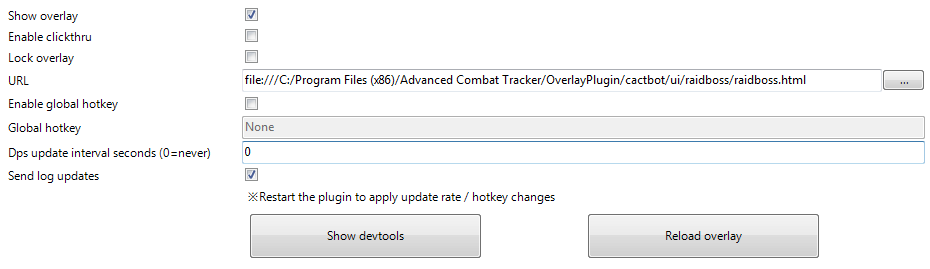 Show overlay
Enable clickthru
Lock overlay
URL file:///C:/Program Files (x86)/Advanced Combat Tracker/OverlayPlugin/cactbot/ui/raidboss/raidboss.html ...
Enable global hotkey
Global hotkey None
Dps update interval seconds (0=never) 0
Send log updates
※Restart the plugin to apply update rate / hotkey changes
Show devtools Reload overlay